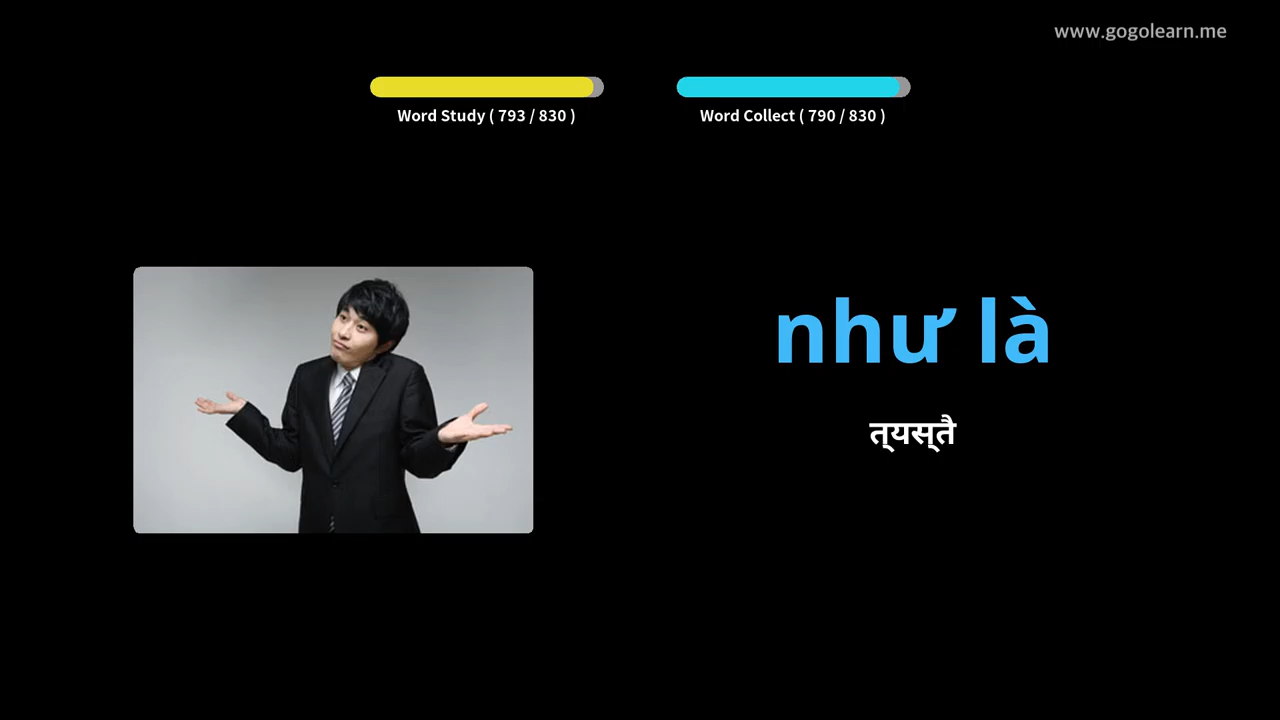 www.gogolearn.me
Word Study ( 793 / 830 )
Word Collect ( 790 / 830 )
như là
त्यस्तै